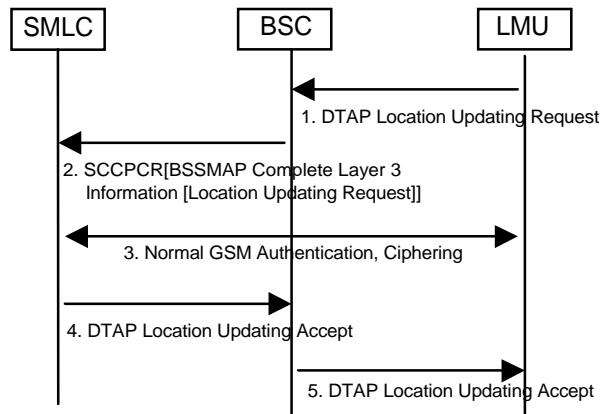 SMLC
BSC
LMU
1. DTAP Location Updating Request
2. SCCPCR[BSSMAP Complete Layer 3
Information [Location Updating Request]]
3. Normal GSM Authentication, Ciphering
4. DTAP Location Updating Accept
5. DTAP Location Updating Accept